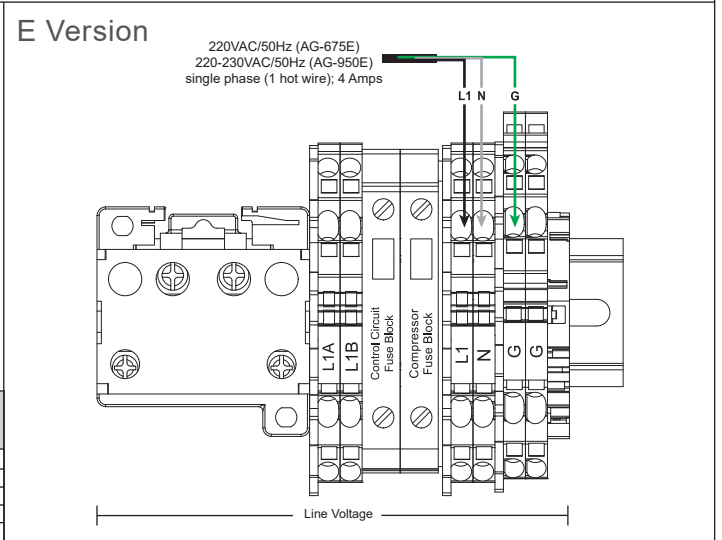 E Version
220VAC/50Hz (AG-675E)
220-230VAC/50Hz (AG-950E)
single phase (1 hot wire); 4 Amps
L1 N G
L1A
L1B
Control Circuit
Fuse Block
Compressor
Fuse Block
L1
N
G
G
Line Voltage